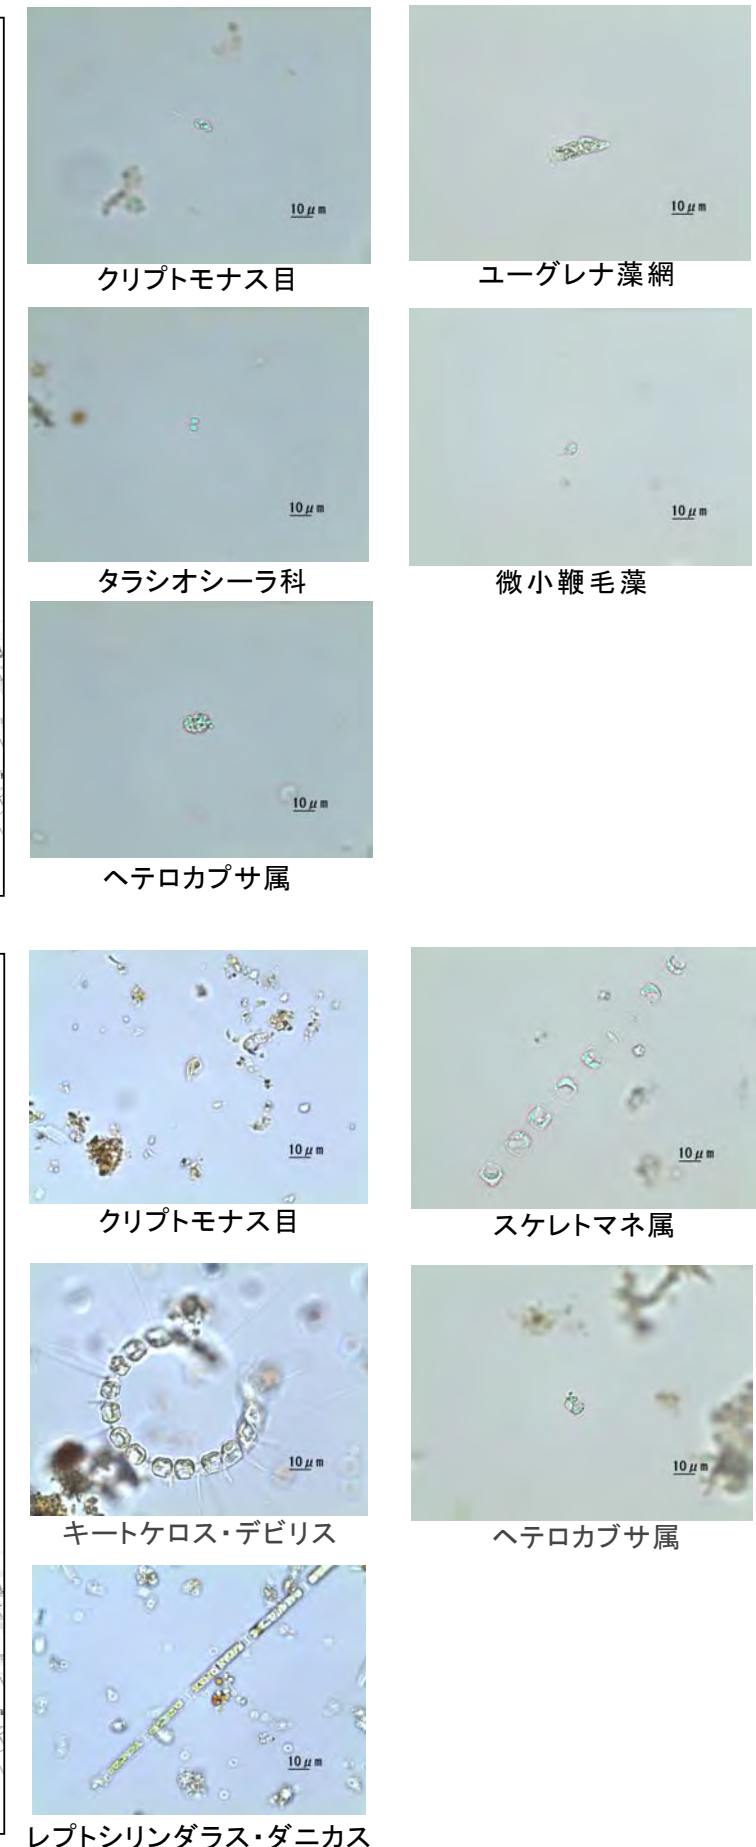 10μm
10μm
クリプトモナス目
ユーグレナ藻網
10μm
10μm
タラシオシーラ科
微小鞭毛藻
10μm
ヘテロカプサ属
10μm
10μm
クリプトモナス目
スケレトマネ属
10μm
10μm
キートケロス・デビリス
ヘテロカブサ属
10μm
レプトシリンダラス・ダニカス